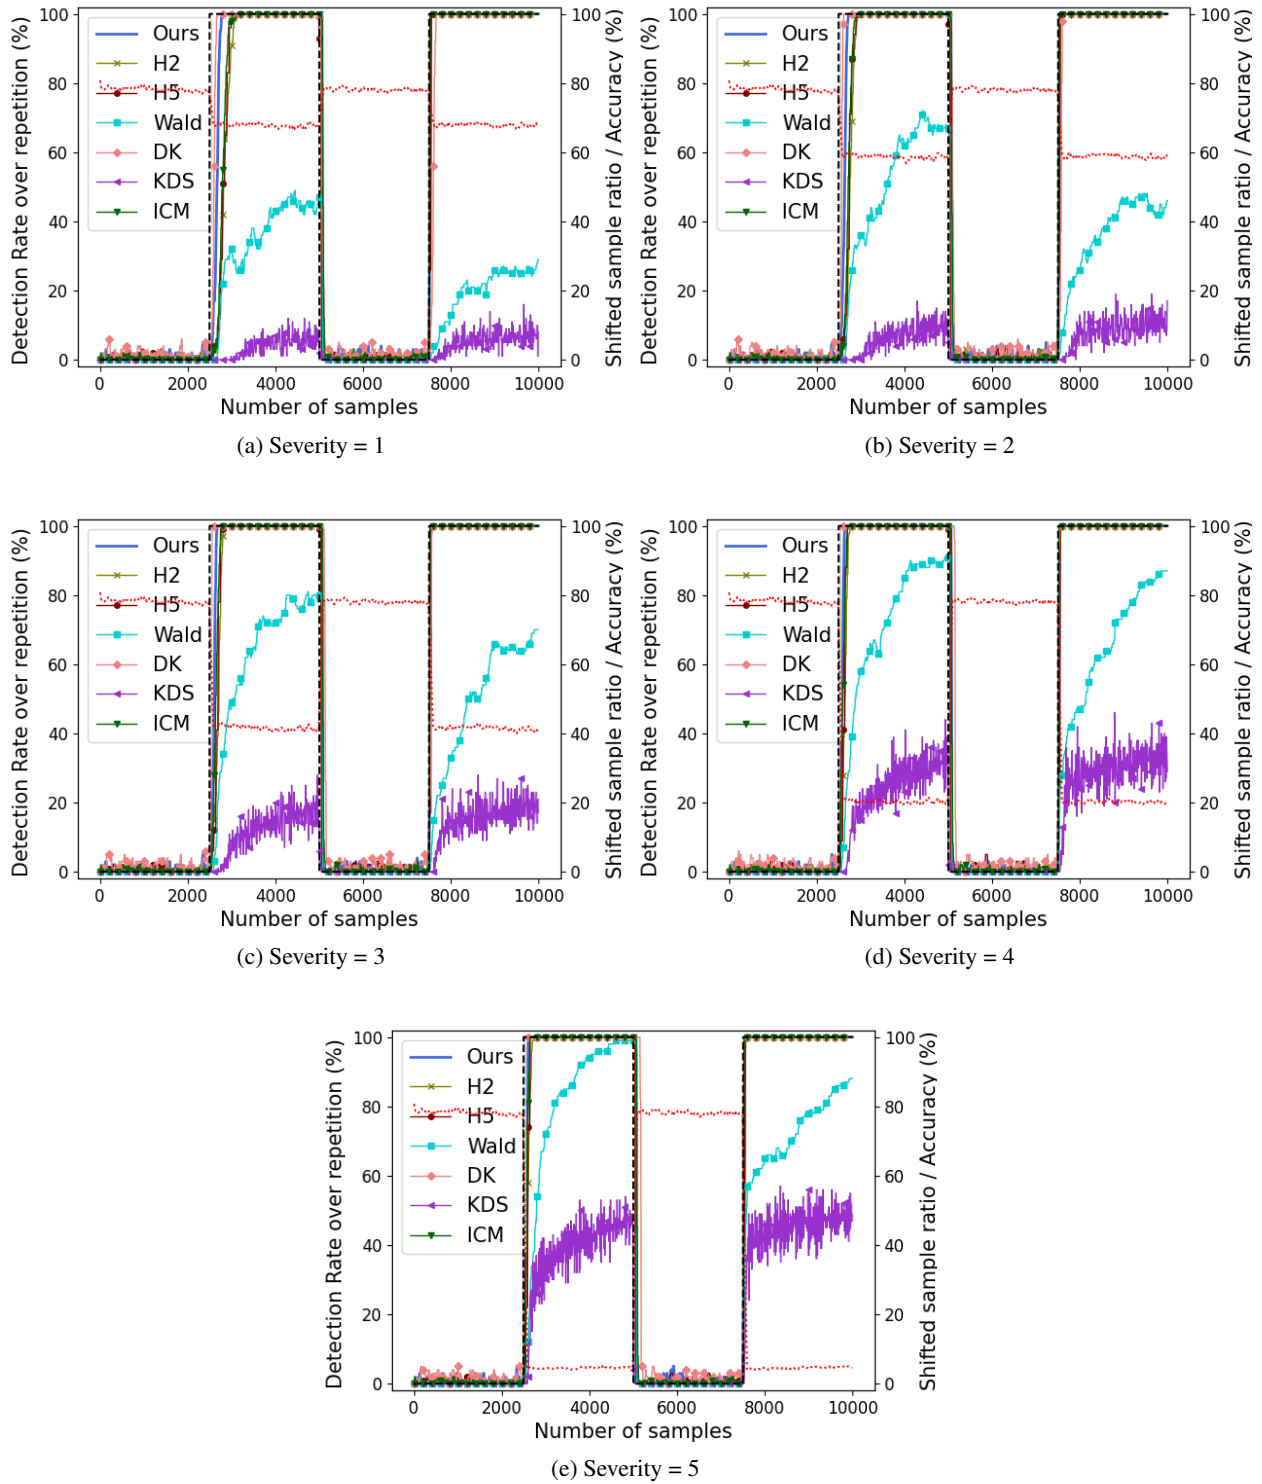 Detection Rate over repetition (%)
100
80
60
40
20
0
Ours
H2
H5
Wald
DK
KDS
ICM
100
80
60
40
20
0
Shifted sample ratio / Accuracy (%)
0 2000 4000 6000 8000 10000
Number of samples
(a) Severity = 1
Detection Rate over repetition (%)
100
80
60
40
20
0
Ours
H2
H5
Wald
DK
KDS
ICM
100
80
60
40
20
0
Shifted sample ratio / Accuracy (%)
0 2000 4000 6000 8000 10000
Number of samples
(b) Severity = 2
Detection Rate over repetition (%)
100
80
60
40
20
0
Ours
H2
H5
Wald
DK
KDS
ICM
100
80
60
40
20
0
Shifted sample ratio / Accuracy (%)
0 2000 4000 6000 8000 10000
Number of samples
(c) Severity = 3
Detection Rate over repetition (%)
100
80
60
40
20
0
Ours
H2
H5
Wald
DK
KDS
ICM
100
80
60
40
20
0
Shifted sample ratio / Accuracy (%)
0 2000 4000 6000 8000 10000
Number of samples
(d) Severity = 4
Detection Rate over repetition (%)
100
80
60
40
20
0
Ours
H2
H5
Wald
DK
KDS
ICM
100
80
60
40
20
0
Shifted sample ratio / Accuracy (%)
0 2000 4000 6000 8000 10000
Number of samples
(e) Severity = 5